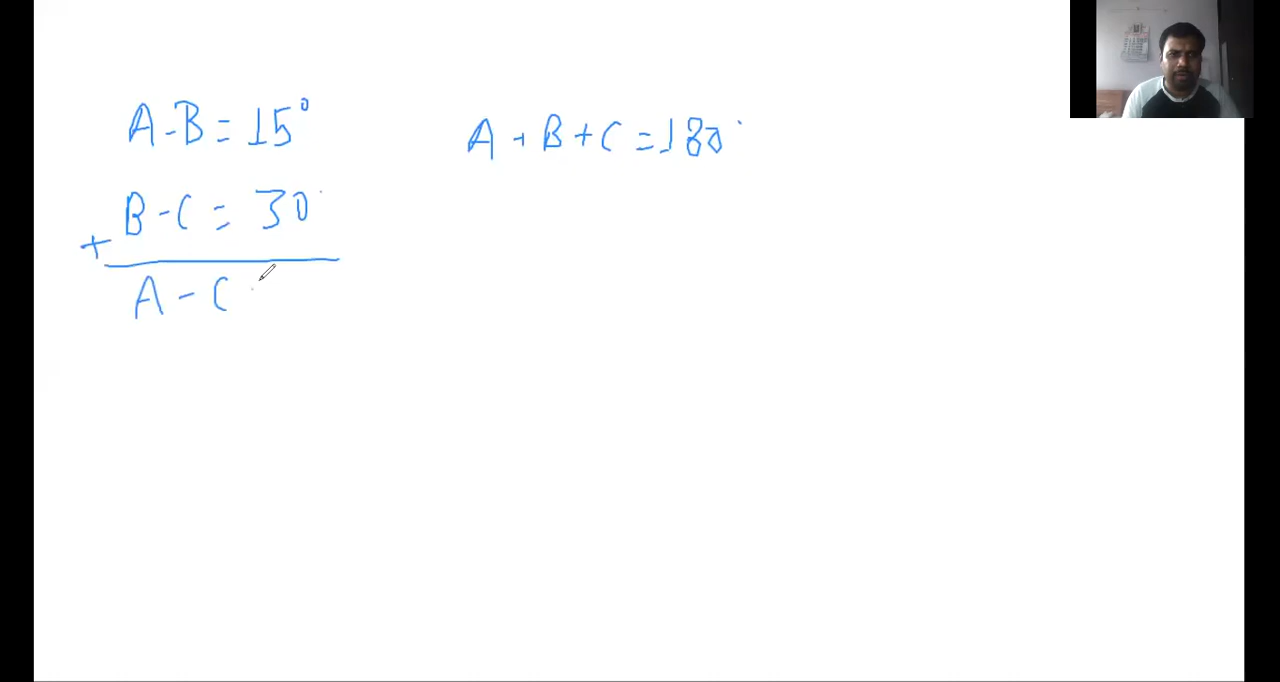 A-B = 15°
A + B + C = 180°
B-C = 30°
+
A - C